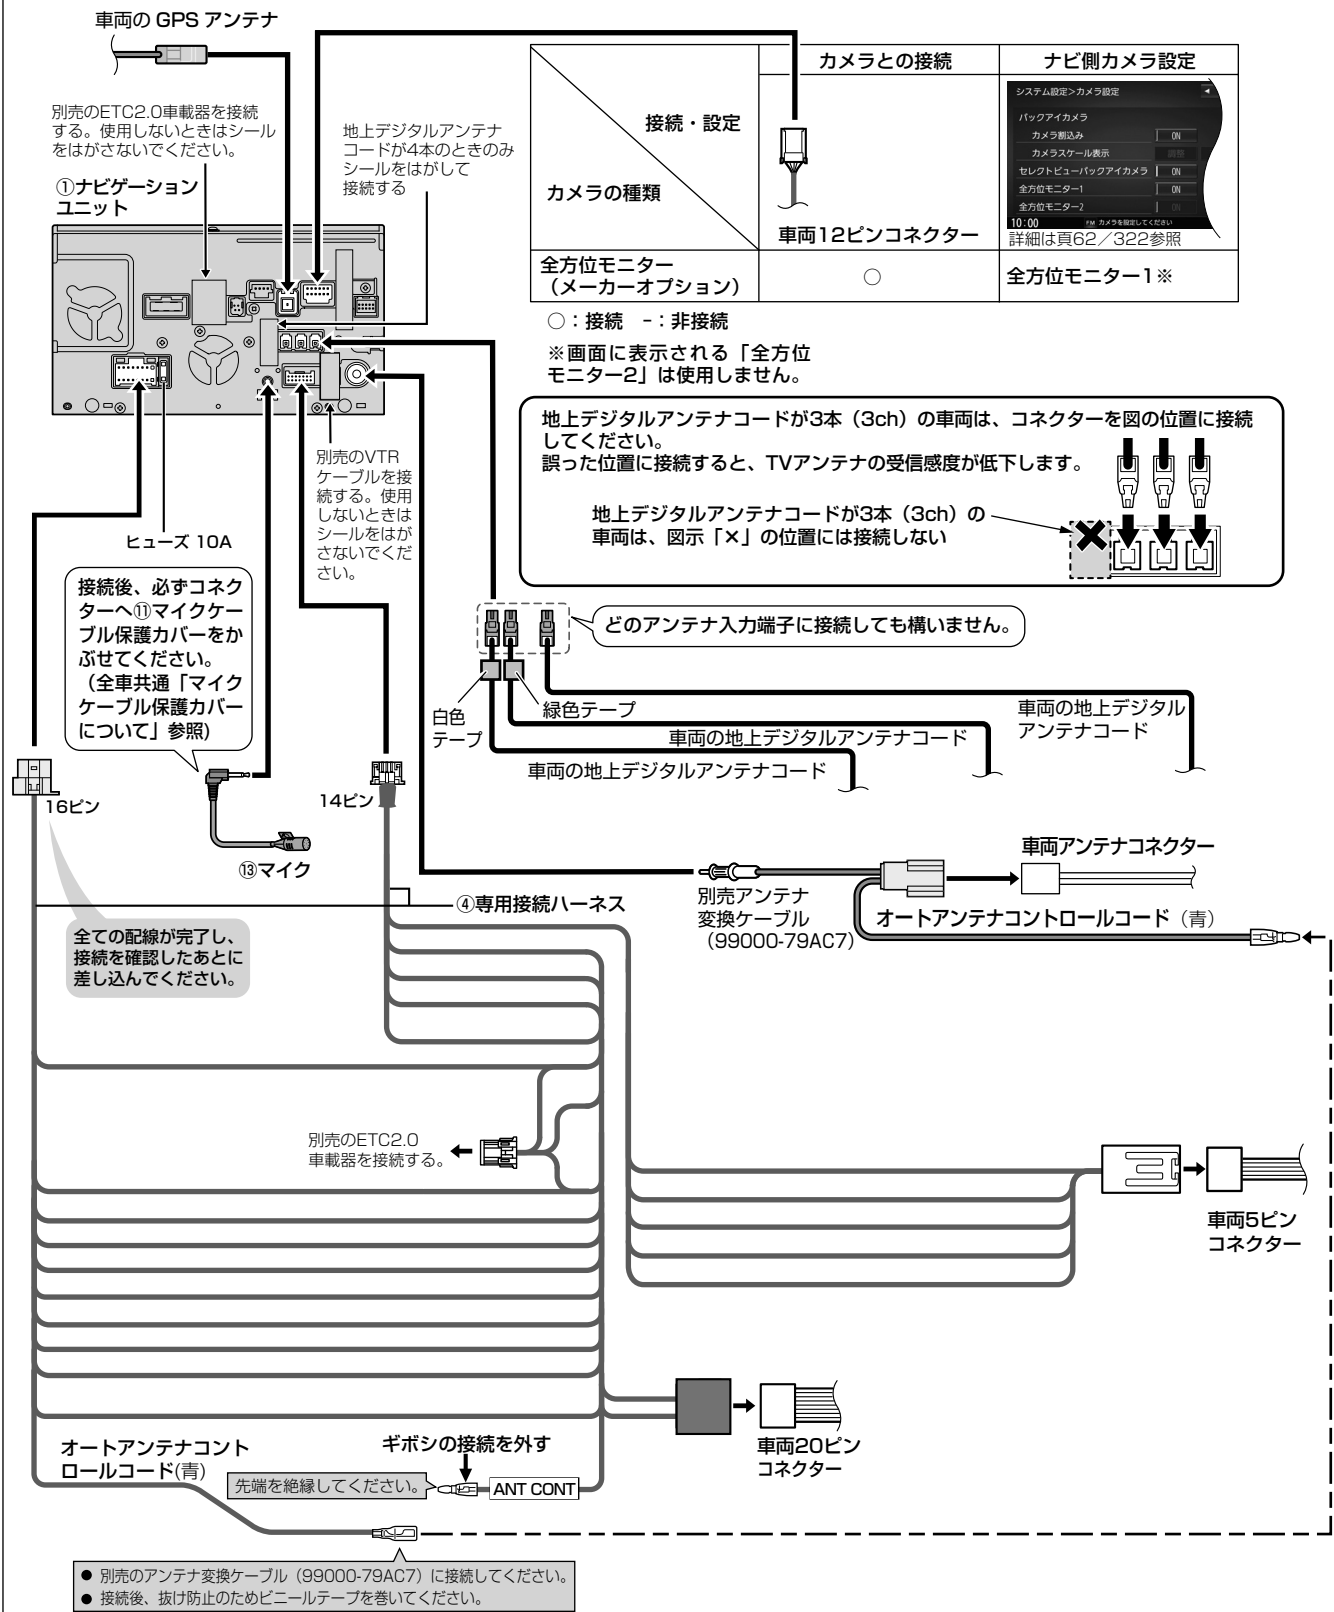 車両の GPS アンテナ
別売のETC2.0車載器を接続
する。使用しないときはシール
をはがさないでください。
地上デジタルアンテナ
コードが4本のときのみ
シールをはがして
接続する
①ナビゲーション
ユニット
カメラとの接続
ナビ側カメラ設定
接続・設定
カメラの種類
車両12ピンコネクター
システム設定>カメラ設定
バックアイカメラ
カメラ割込み
ON
カメラスケール表示
調整
セレクトビューバックアイカメラ
ON
全方位モニター1
ON
全方位モニター2
ON
10:00
FM カメラを設定してください
詳細は頁62／322参照
全方位モニター
（メーカーオプション）
○
全方位モニター1※
○：接続 －：非接続
※画面に表示される「全方位
モニター2」は使用しません。
地上デジタルアンテナコードが3本（3ch）の車両は、コネクターを図の位置に接続
してください。
誤った位置に接続すると、TVアンテナの受信感度が低下します。
地上デジタルアンテナコードが3本（3ch）の
車両は、図示「×」の位置には接続しない
別売のVTR
ケーブルを接
続する。使用
しないときは
シールをはが
さないでくだ
さい。
ヒューズ 10A
接続後、必ずコネク
ターへ⑪マイクケー
ブル保護カバーをか
ぶせてください。
（全車共通「マイク
ケーブル保護カバー
について」参照)
どのアンテナ入力端子に接続しても構いません。
白色
テープ
緑色テープ
車両の地上デジタル
アンテナコード
車両の地上デジタルアンテナコード
車両の地上デジタルアンテナコード
16ピン
14ピン
⑬マイク
車両アンテナコネクター
別売アンテナ
変換ケーブル
（99000-79AC7）
オートアンテナコントロールコード（青）
④専用接続ハーネス
全ての配線が完了し、
接続を確認したあとに
差し込んでください。
別売のETC2.0
車載器を接続する。
車両5ピン
コネクター
車両20ピン
コネクター
オートアンテナコント
ロールコード(青)
ギボシの接続を外す
先端を絶縁してください。
ANT CONT
● 別売のアンテナ変換ケーブル（99000-79AC7）に接続してください。
● 接続後、抜け防止のためビニールテープを巻いてください。